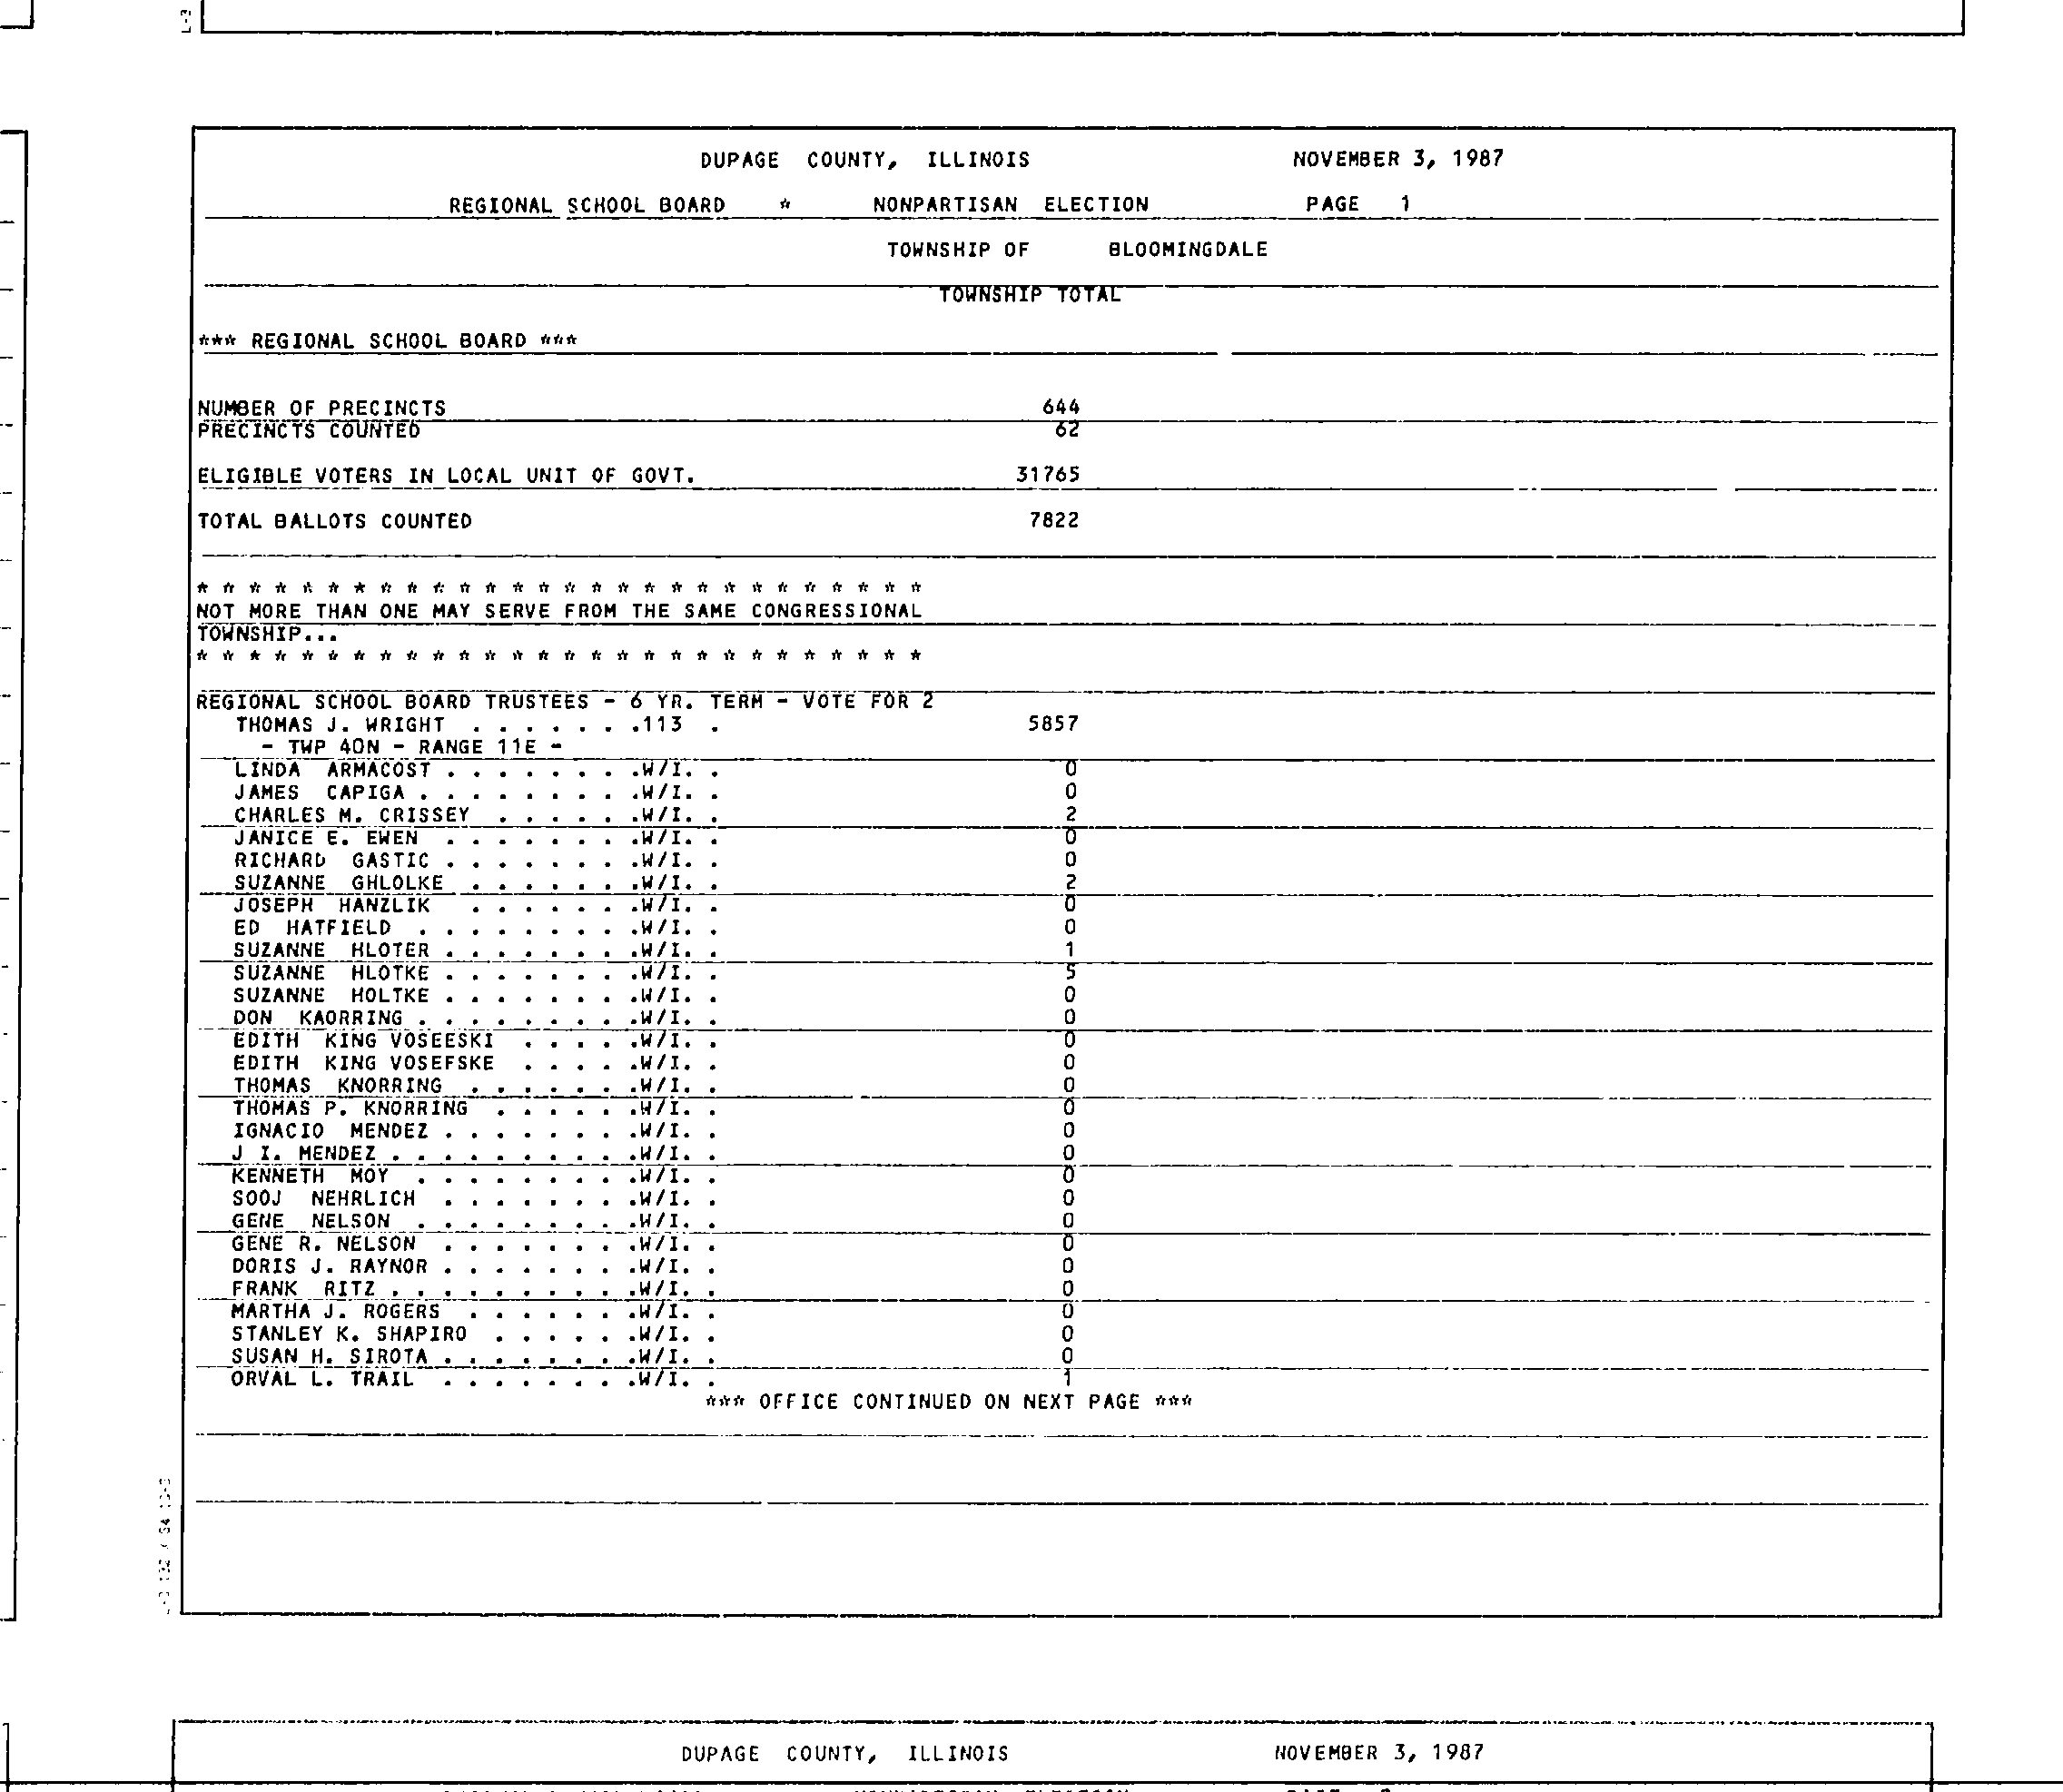 DUPAGE COUNTY, ILLINOIS NOVEMBER 3, 1987
REGIONAL SCHOOL BOARD * NONPARTISAN ELECTION PAGE 1
TOWNSHIP OF BLOOMINGDALE
TOWNSHIP TOTAL
*** REGIONAL SCHOOL BOARD ***
NUMBER OF PRECINCTS 644
PRECINCTS COUNTED 62
ELIGIBLE VOTERS IN LOCAL UNIT OF GOVT. 31765
TOTAL BALLOTS COUNTED 7822
* * * * * * * * * * * * * * * * * * * * * * * * * * * *
NOT MORE THAN ONE MAY SERVE FROM THE SAME CONGRESSIONAL
TOWNSHIP...
* * * * * * * * * * * * * * * * * * * * * * * * * * * *
REGIONAL SCHOOL BOARD TRUSTEES - 6 YR. TERM - VOTE FOR 2
THOMAS J. WRIGHT . . . . . . .113 . 5857
- TWP 40N - RANGE 11E -
LINDA ARMACOST . . . . . . . .W/I. . 0
JAMES CAPIGA . . . . . . . . .W/I. . 0
CHARLES M. CRISSEY . . . . . .W/I. . 2
JANICE E. EWEN . . . . . . . .W/I. . 0
RICHARD GASTIC . . . . . . . .W/I. . 0
SUZANNE GHLOLKE . . . . . . .W/I. . 2
JOSEPH HANZLIK . . . . . . .W/I. . 0
ED HATFIELD . . . . . . . . .W/I. . 0
SUZANNE HLOTER . . . . . . . .W/I. . 1
SUZANNE HLOTKE . . . . . . . .W/I. . 5
SUZANNE HOLTKE . . . . . . . .W/I. . 0
DON KAORRING . . . . . . . . .W/I. . 0
EDITH KING VOSEESKI . . . . .W/I. . 0
EDITH KING VOSEFSKE . . . . .W/I. . 0
THOMAS KNORRING . . . . . . .W/I. . 0
THOMAS P. KNORRING . . . . . .W/I. . 0
IGNACIO MENDEZ . . . . . . . .W/I. . 0
J I. MENDEZ . . . . . . . . . .W/I. . 0
KENNETH MOY . . . . . . . . .W/I. . 0
SOOJ NEHRLICH . . . . . . . .W/I. . 0
GENE NELSON . . . . . . . . .W/I. . 0
GENE R. NELSON . . . . . . . .W/I. . 0
DORIS J. RAYNOR . . . . . . . .W/I. . 0
FRANK RITZ . . . . . . . . . .W/I. . 0
MARTHA J. ROGERS . . . . . . .W/I. . 0
STANLEY K. SHAPIRO . . . . . .W/I. . 0
SUSAN H. SIROTA . . . . . . . .W/I. . 0
ORVAL L. TRAIL . . . . . . . .W/I. . 1
*** OFFICE CONTINUED ON NEXT PAGE ***
DUPAGE COUNTY, ILLINOIS NOVEMBER 3, 1987